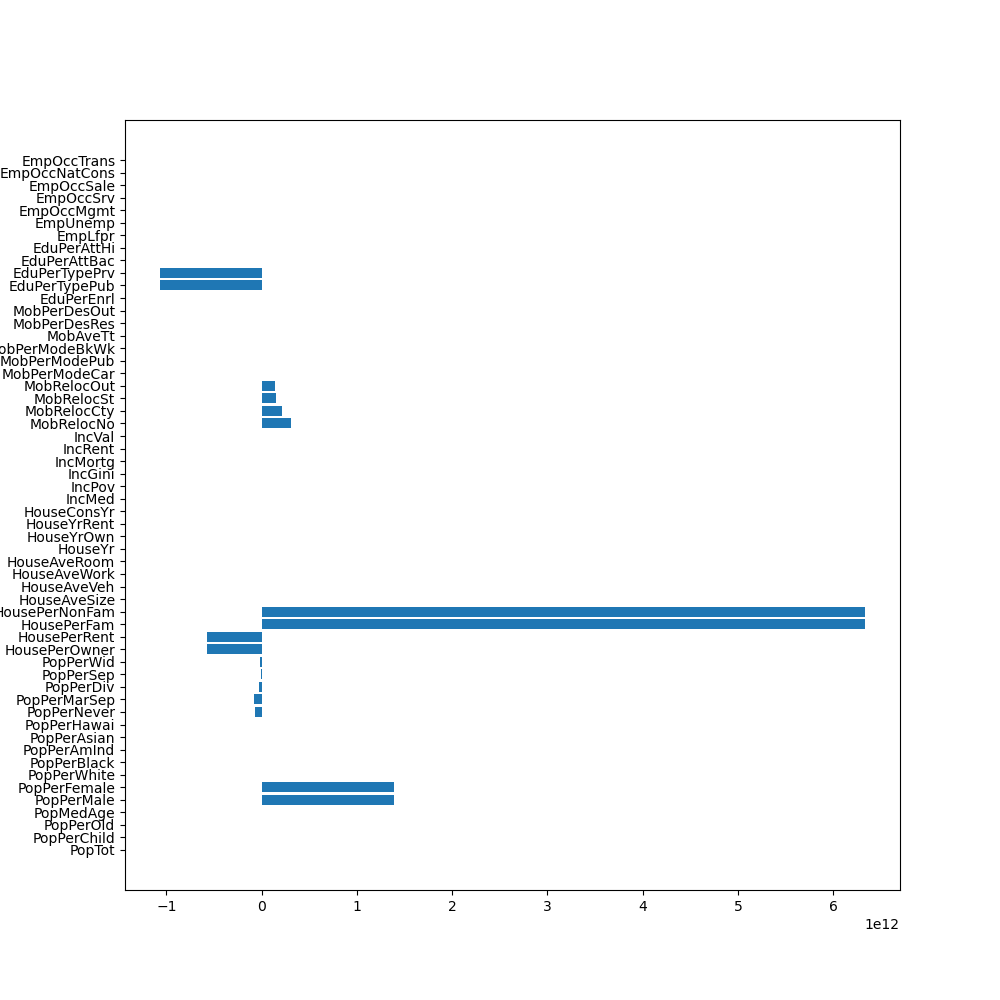 EmpOccTrans
EmpOccNatCons
EmpOccSale
EmpOccSrv
EmpOccMgmt
EmpUnemp
EmpLfpr
EduPerAttHi
EduPerAttBac
EduPerTypePrv
EduPerTypePub
EduPerEnrl
MobPerDesOut
MobPerDesRes
MobAveTt
obPerModeBkWk
MobPerModePub
MobPerModeCar
MobRelocOut
MobRelocSt
MobRelocCty
MobRelocNo
IncVal
IncRent
IncMortg
IncGini
IncPov
IncMed
HouseConsYr
HouseYrRent
HouseYrOwn
HouseYr
HouseAveRoom
HouseAveWork
HouseAveVeh
HouseAveSize
HousePerNonFam
HousePerFam
HousePerRent
HousePerOwner
PopPerWid
PopPerSep
PopPerDiv
PopPerMarSep
PopPerNever
PopPerHawai
PopPerAsian
PopPerAmInd
PopPerBlack
PopPerWhite
PopPerFemale
PopPerMale
PopMedAge
PopPerOld
PopPerChild
PopTot
−1 0 1 2 3 4 5 6
1e12